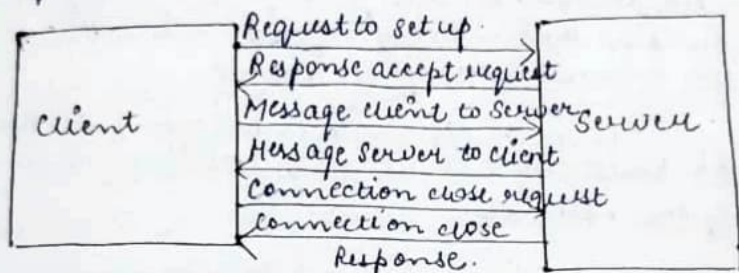 Request to set up.
Response accept request
Message client to Server
Client
Server
Message Server to client
Connection close request
Connection close
Response.